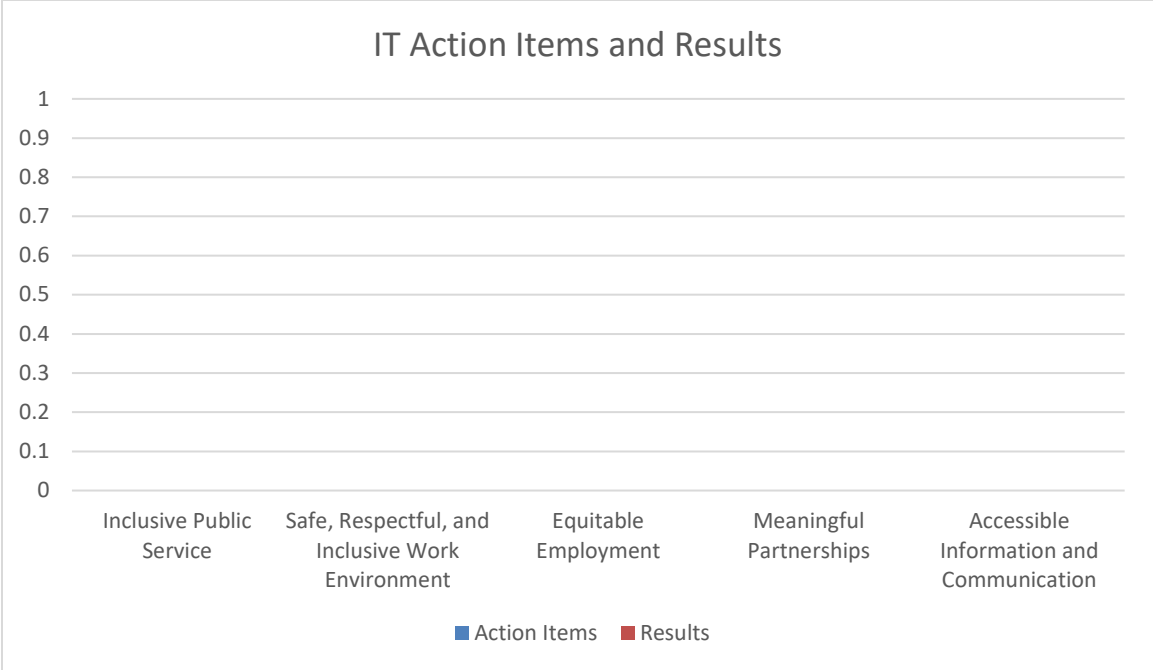 IT Action Items and Results
1
0.9
0.8
0.7
0.6
0.5
0.4
0.3
0.2
0.1
0
Inclusive Public
Service
Safe, Respectful, and
Inclusive Work
Environment
Equitable
Employment
Meaningful
Partnerships
Accessible
Information and
Communication
Action Items
Results